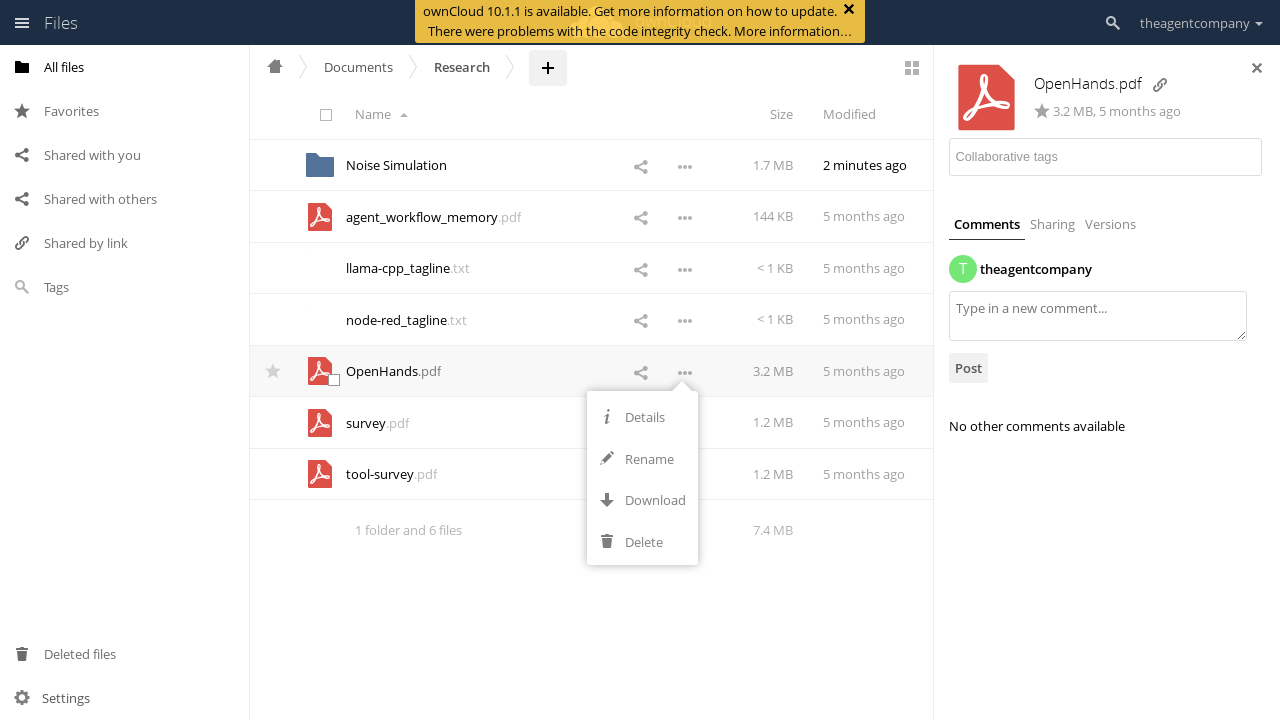 Files
ownCloud 10.1.1 is available. Get more information on how to update.
There were problems with the code integrity check. More information…
theagentcompany
All files
Favorites
Shared with you
Shared with others
Shared by link
Tags
Deleted files
Settings
Documents
Research
+
Name
Size
Modified
Noise Simulation
1.7 MB
2 minutes ago
agent_workflow_memory.pdf
144 KB
5 months ago
llama-cpp_tagline.txt
< 1 KB
5 months ago
node-red_tagline.txt
< 1 KB
5 months ago
OpenHands.pdf
3.2 MB
5 months ago
survey.pdf
1.2 MB
5 months ago
tool-survey.pdf
1.2 MB
5 months ago
1 folder and 6 files
7.4 MB
Details
Rename
Download
Delete
OpenHands.pdf
3.2 MB, 5 months ago
Collaborative tags
Comments Sharing Versions
T theagentcompany
Type in a new comment...
Post
No other comments available